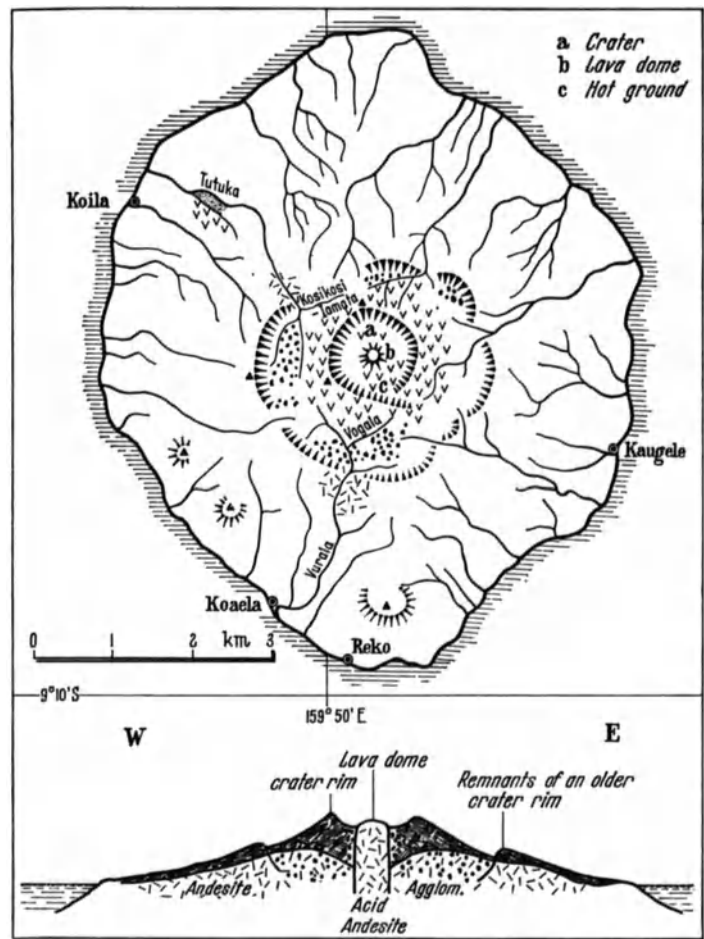 a Crater
b Lava dome
c Hot ground
Tutuka
Koila
Kosikosi
Tamata
a
b
c
Vogala
Kaugele
Vurala
Koaela
Reko
0 1 2 3
km
9°10'S
159°50'E
W
E
Lava dome
crater rim
Remnants of an older
crater rim
Andesite
Agglom.
Acid
Andesite